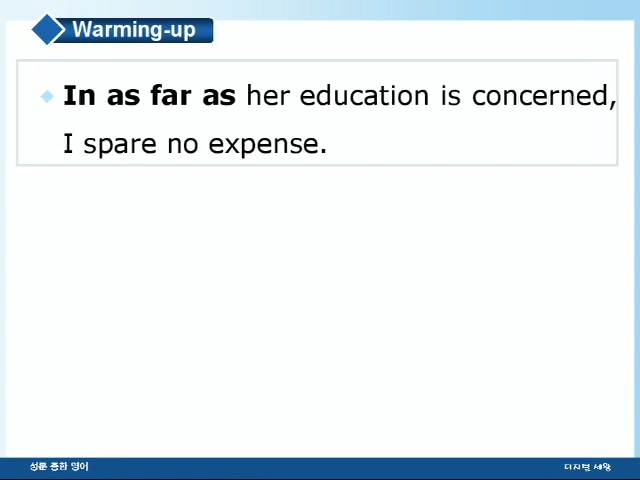 Warming-up
In as far as her education is concerned,
I spare no expense.
성문 종합 영어
디지털 세왕